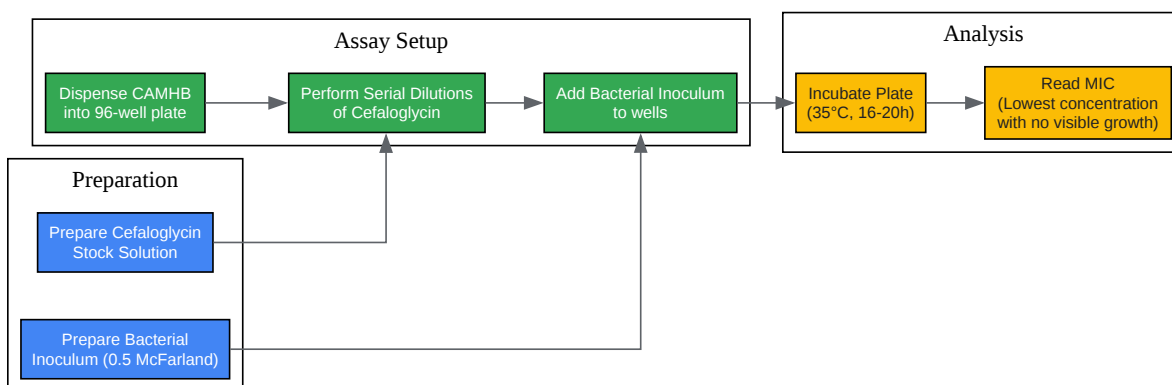 Assay Setup
Dispense CAMHB
into 96-well plate
Perform Serial Dilutions
of Cefaloglycin
Add Bacterial Inoculum
to wells
Analysis
Incubate Plate
(35°C, 16-20h)
Read MIC
(Lowest concentration
with no visible growth)
Preparation
Prepare Cefaloglycin
Stock Solution
Prepare Bacterial
Inoculum (0.5 McFarland)